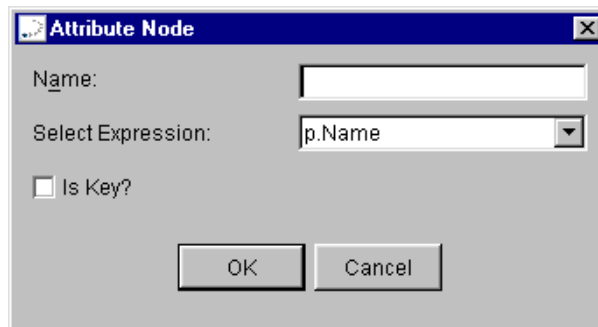 Attribute Node
Name:
Select Expression: p.Name
Is Key?
OK Cancel